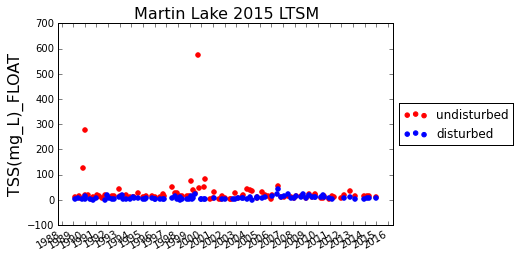 Martin Lake 2015 LTSM
TSS(mg_L)_FLOAT
700
600
500
400
300
200
100
0
−100
1988 1989 1990 1991 1992 1993 1994 1995 1996 1997 1998 1999 2000 2001 2002 2003 2004 2005 2006 2007 2008 2009 2010 2011 2012 2013 2014 2015 2016
undisturbed
disturbed